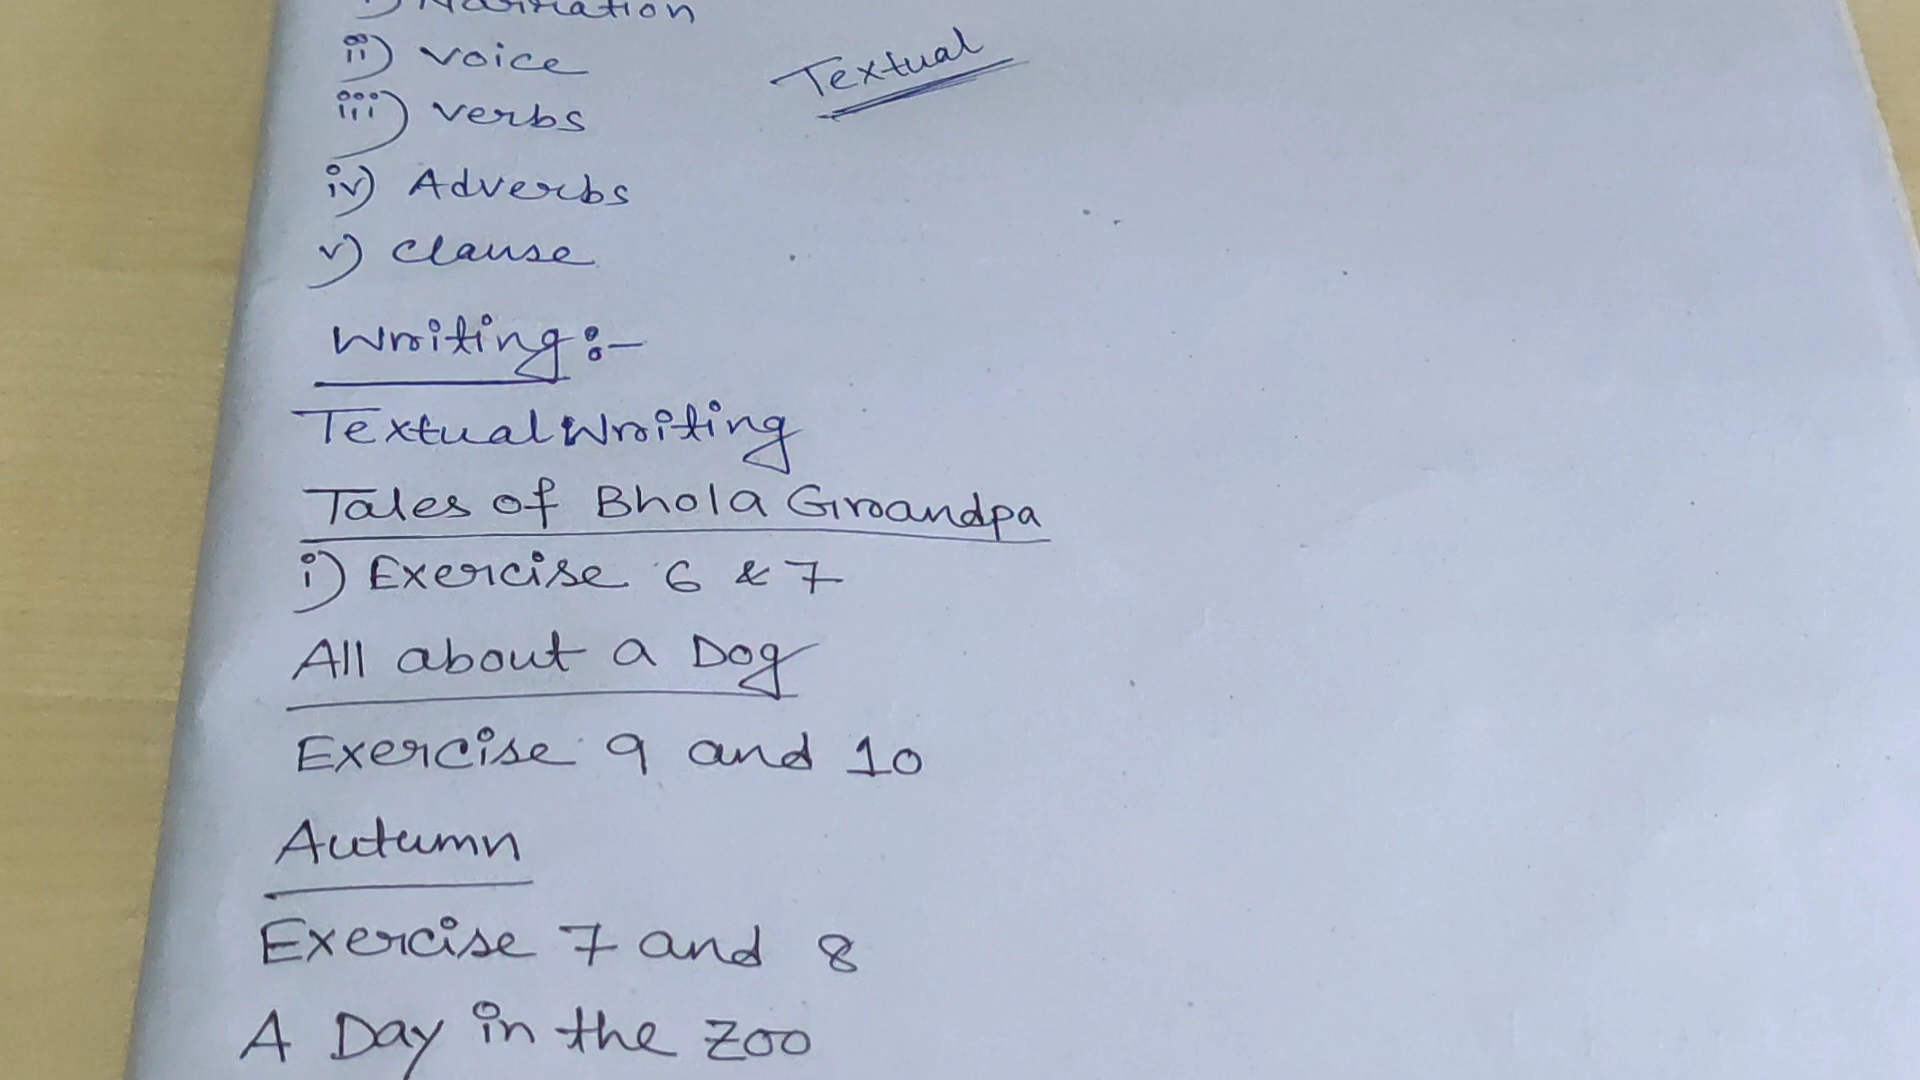 i) Narration
ii) voice
Textual
iii) verbs
iv) Adverbs
v) clause
Writing:-
Textual Writing
Tales of Bhola Grandpa
i) Exercise 6 & 7
All about a Dog
Exercise 9 and 10
Autumn
Exercise 7 and 8
A Day in the Zoo